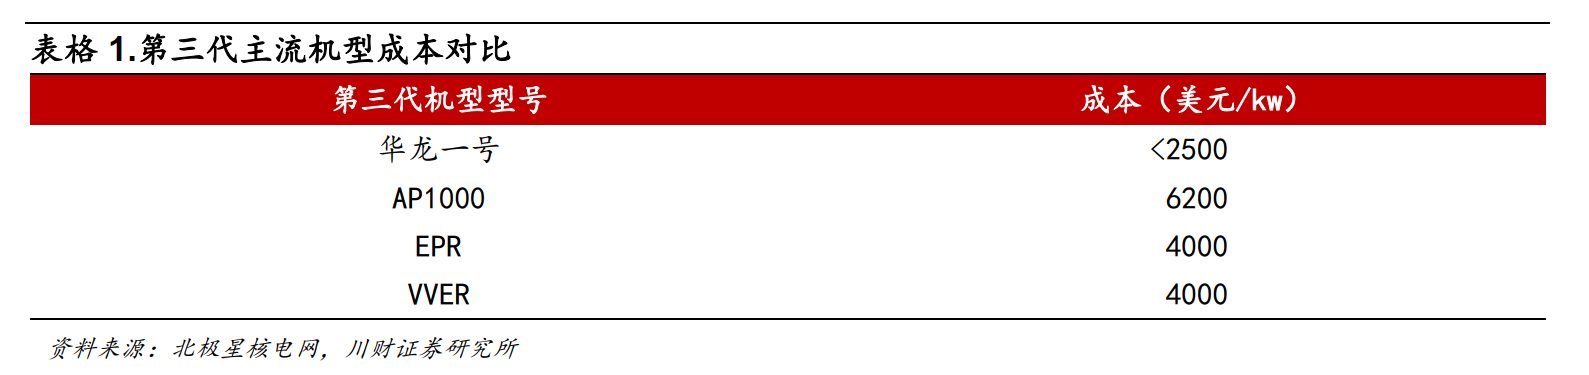 表格 1.第三代主流机型成本对比
第三代机型型号 成本（美元/kw）
华龙一号 <2500
AP1000 6200
EPR 4000
VVER 4000
资料来源：北极星核电网，川财证券研究所